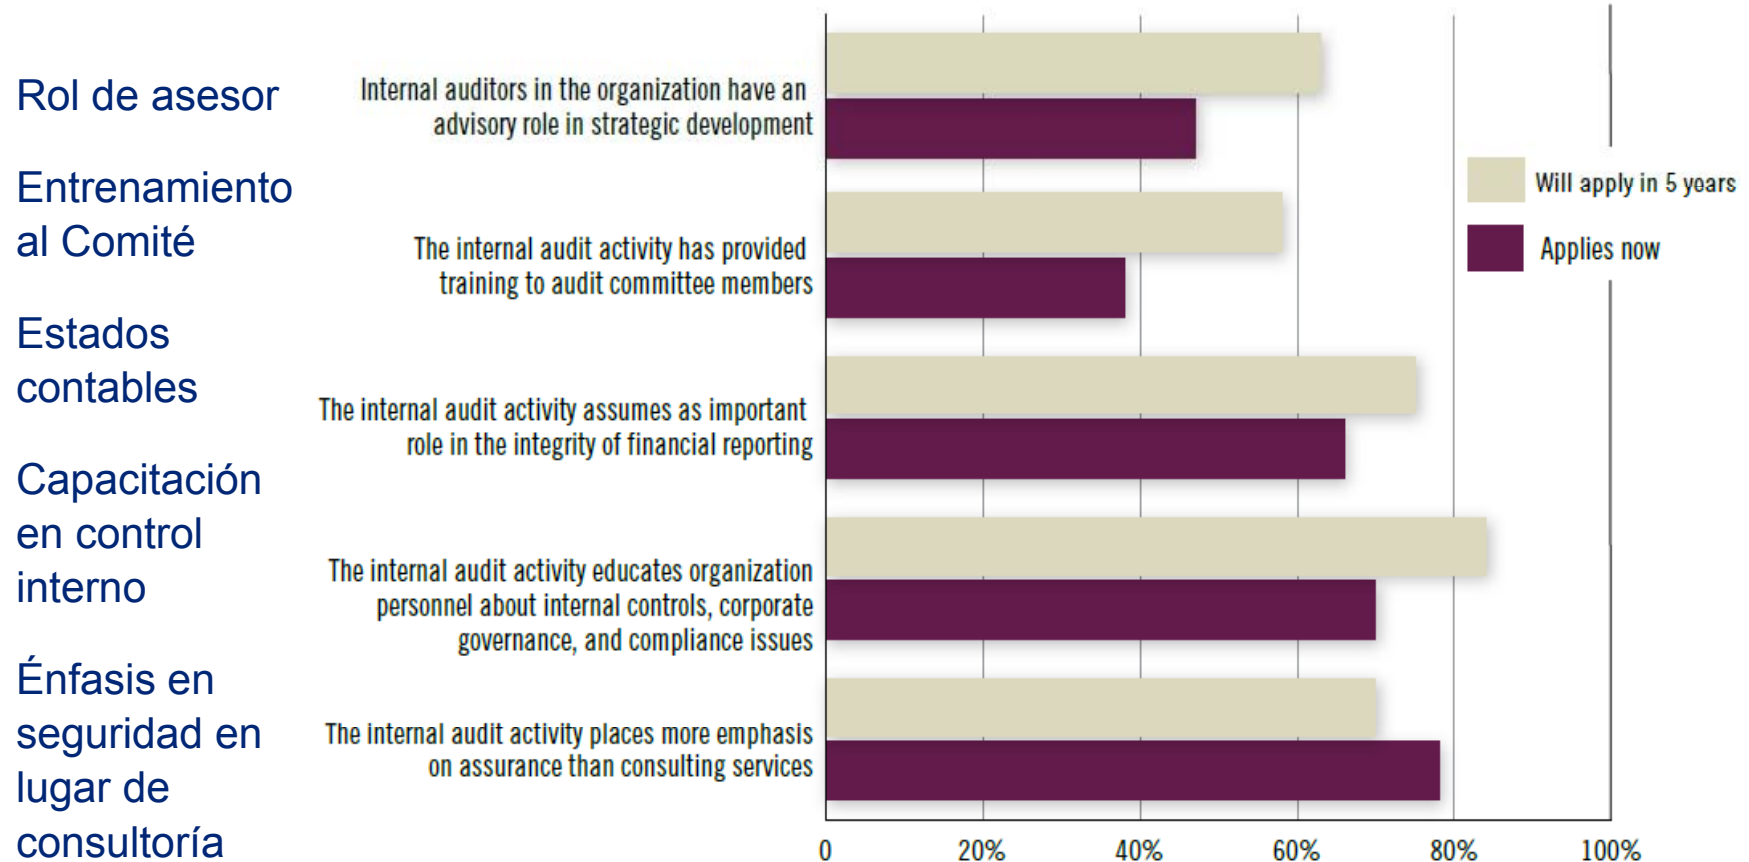 Rol de asesor
Entrenamiento
al Comité
Estados
contables
Capacitación
en control
interno
Énfasis en
seguridad en
lugar de
consultoría
Internal auditors in the organization have an
advisory role in strategic development
The internal audit activity has provided
training to audit committee members
The internal audit activity assumes as important
role in the integrity of financial reporting
The internal audit activity educates organization
personnel about internal controls, corporate
governance, and compliance issues
The internal audit activity places more emphasis
on assurance than consulting services
Will apply in 5 years
Applies now
0 20% 40% 60% 80% 100%